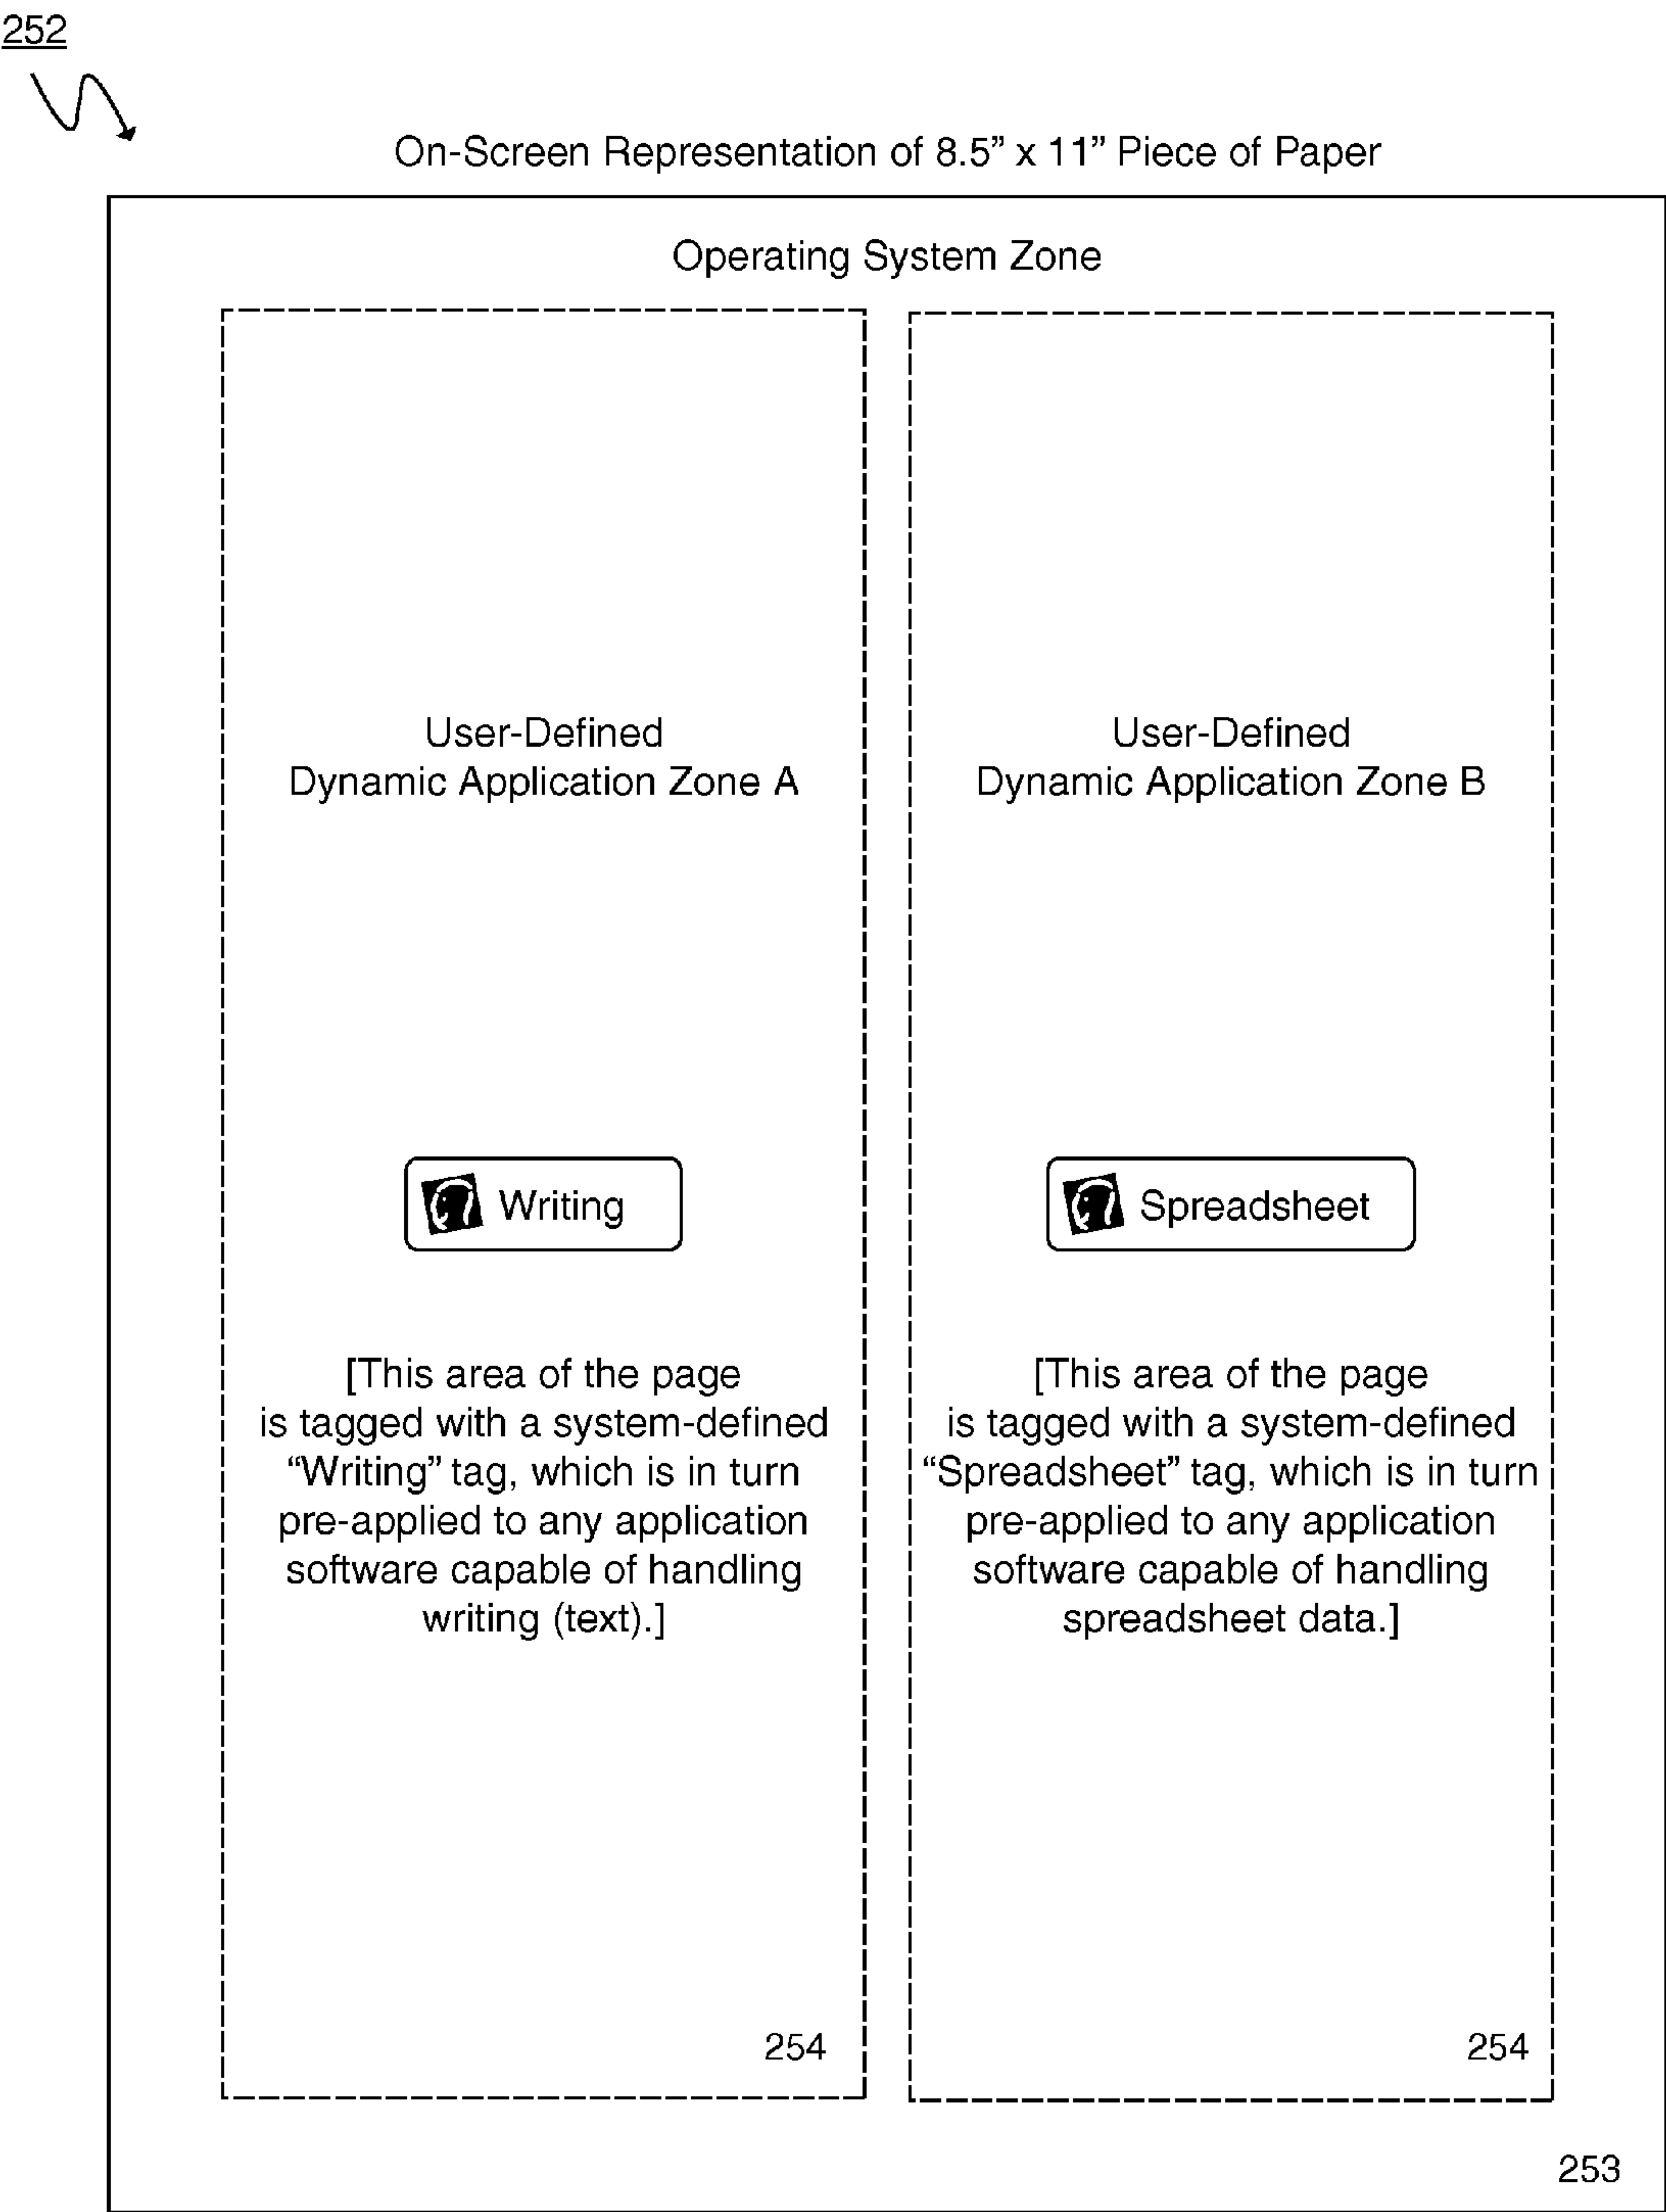 252
On-Screen Representation of 8.5” x 11” Piece of Paper
Operating System Zone
User-Defined
Dynamic Application Zone A
Writing
[This area of the page
is tagged with a system-defined
“Writing” tag, which is in turn
pre-applied to any application
software capable of handling
writing (text).]
254
User-Defined
Dynamic Application Zone B
Spreadsheet
[This area of the page
is tagged with a system-defined
“Spreadsheet” tag, which is in turn
pre-applied to any application
software capable of handling
spreadsheet data.]
254
253